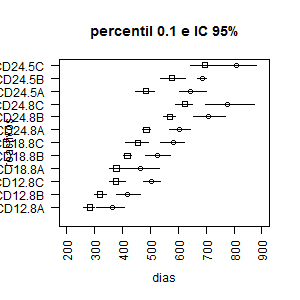 percentil 0.1 e IC 95%
CD24.5C
CD24.5B
CD24.5A
CD24.8C
CD24.8B
CD24.8A
CD18.8C
CD18.8B
CD18.8A
CD12.8C
CD12.8B
CD12.8A
200 300 400 500 600 700 800 900
dias